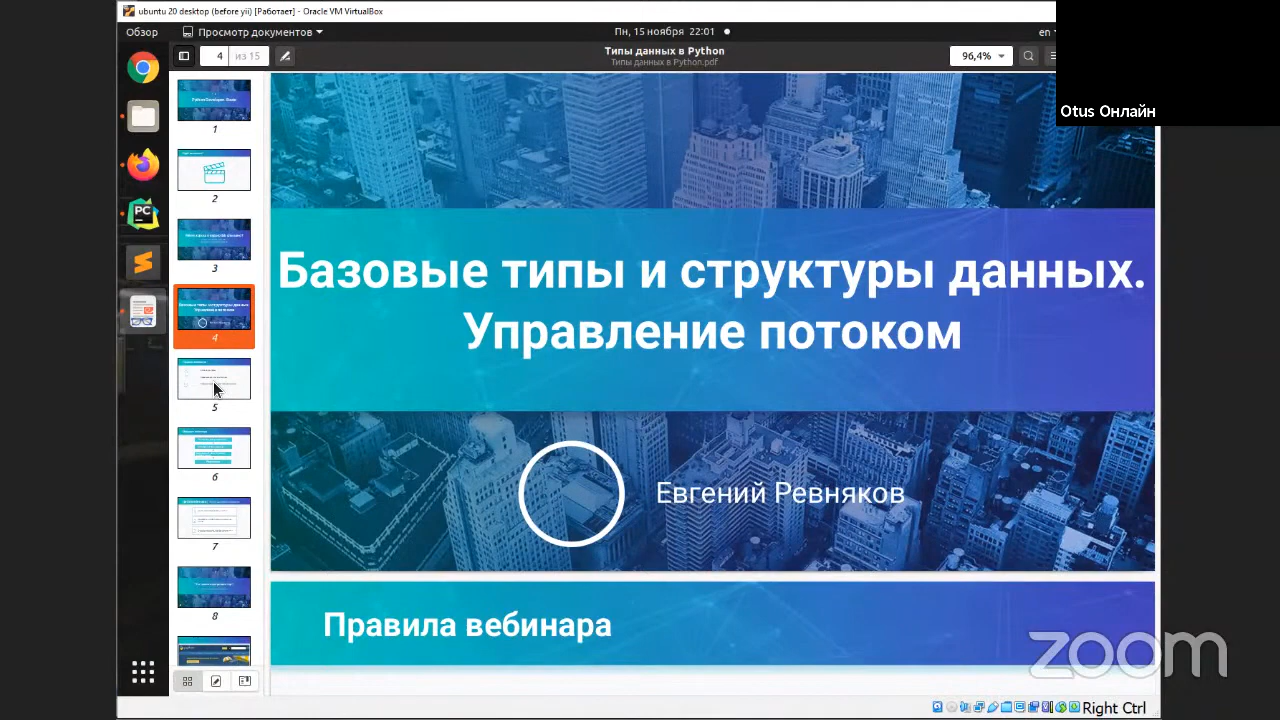 ubuntu 20 desktop (before yii) [Работает] - Oracle VM VirtualBox
Обзор
Просмотр документов
Пн, 15 ноября 22:01
en
4 из 15
Типы данных в Python
Типы данных в Python.pdf
96,4%
Otus Онлайн
1
2
3
4
5
6
7
8
PC
Базовые типы и структуры данных.
Управление потоком
Евгений Ревняков
Правила вебинара
zoom
Right Ctrl